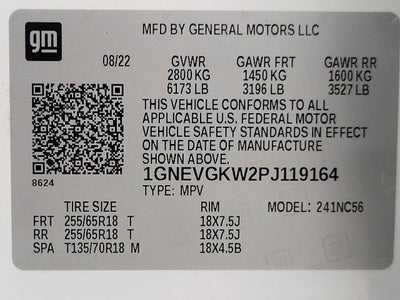 gm
MFD BY GENERAL MOTORS LLC
08/22 GVWR GAWR FRT GAWR RR
2800 KG 1450 KG 1600 KG
6173 LB 3196 LB 3527 LB
THIS VEHICLE CONFORMS TO ALL
APPLICABLE U.S. FEDERAL MOTOR
VEHICLE SAFETY STANDARDS IN EFFECT
ON THE DATE OF MANUFACTURE
SHOWN ABOVE.
8624
1GNEVGKW2PJ119164
TYPE: MPV
TIRE SIZE RIM MODEL: 241NC56
FRT 255/65R18 T 18X7.5J
RR 255/65R18 T 18X7.5J
SPA T135/70R18 M 18X4.5B